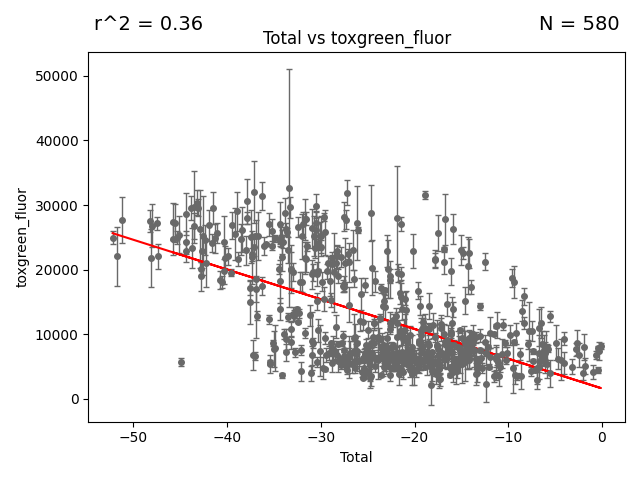 r^2 = 0.36
N = 580
Total vs toxgreen_fluor
50000
40000
30000
20000
10000
0
toxgreen_fluor
−50
−40
−30
−20
−10
0
Total